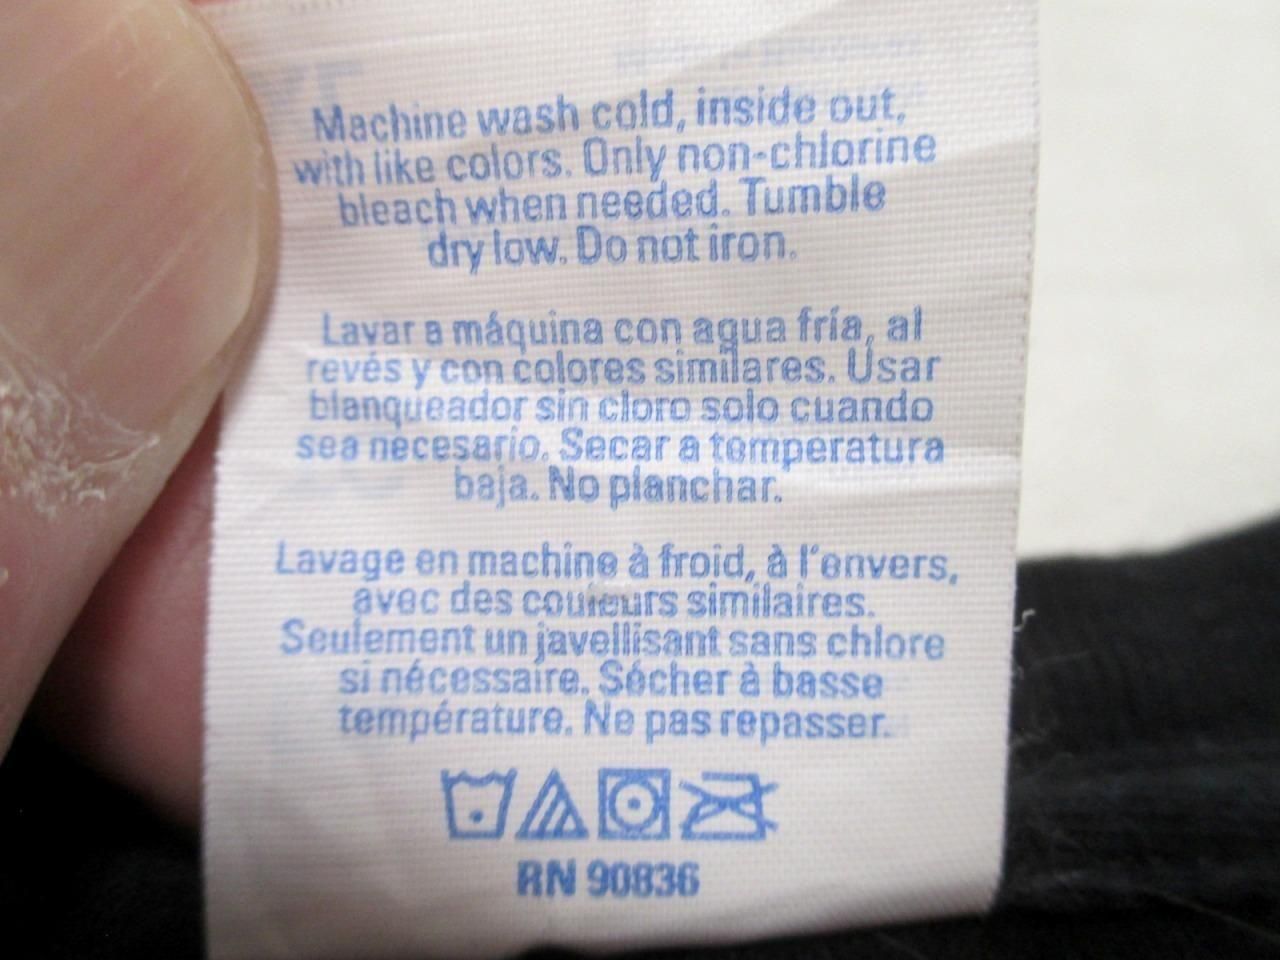 Machine wash cold, inside out,
with like colors. Only non-chlorine
bleach when needed. Tumble
dry low. Do not iron.
Lavar a máquina con agua fría, al
revés y con colores similares. Usar
blanqueador sin cloro solo cuando
sea necesario. Secar a temperatura
baja. No planchar.
Lavage en machine à froid, à l'envers,
avec des couleurs similaires.
Seulement un javellisant sans chlore
si nécessaire. Sécher à basse
température. Ne pas repasser.
RN 90836